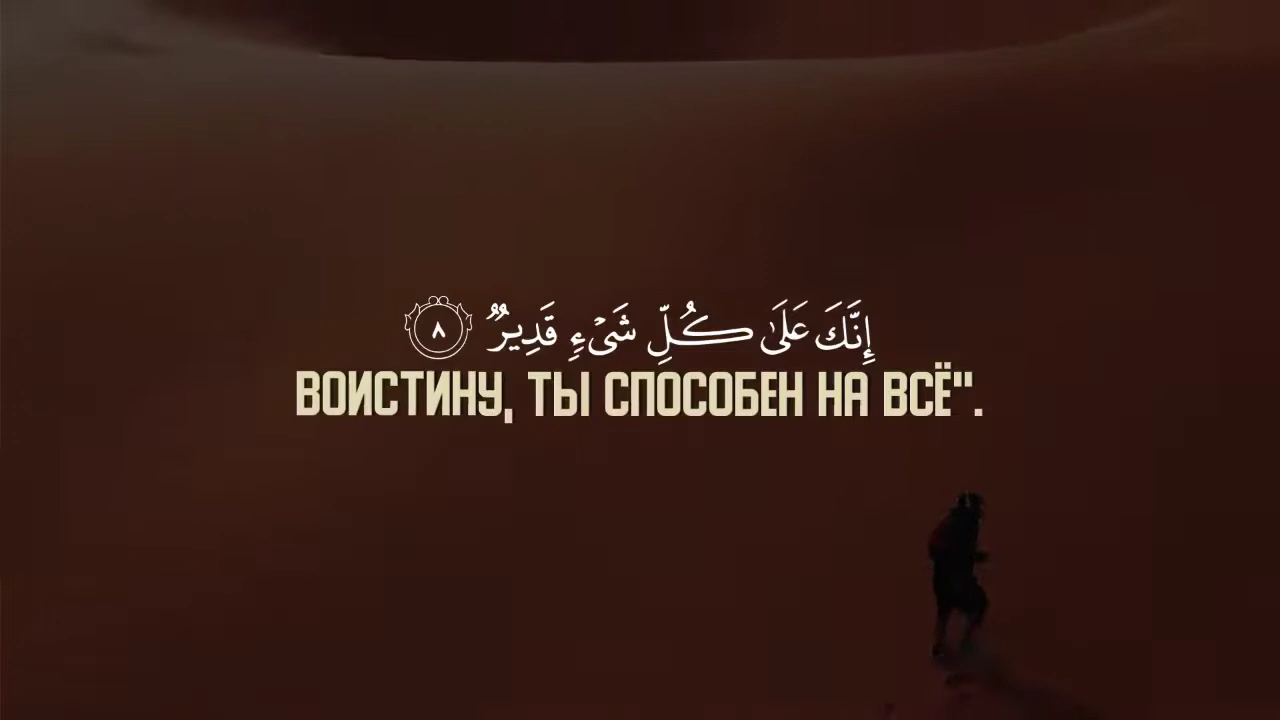 إِنَّكَ عَلَىٰ كُلِّ شَىْءٍ قَدِيرٌ ٨
ВОИСТИНУ, ТЫ СПОСОБЕН НА ВСЁ".